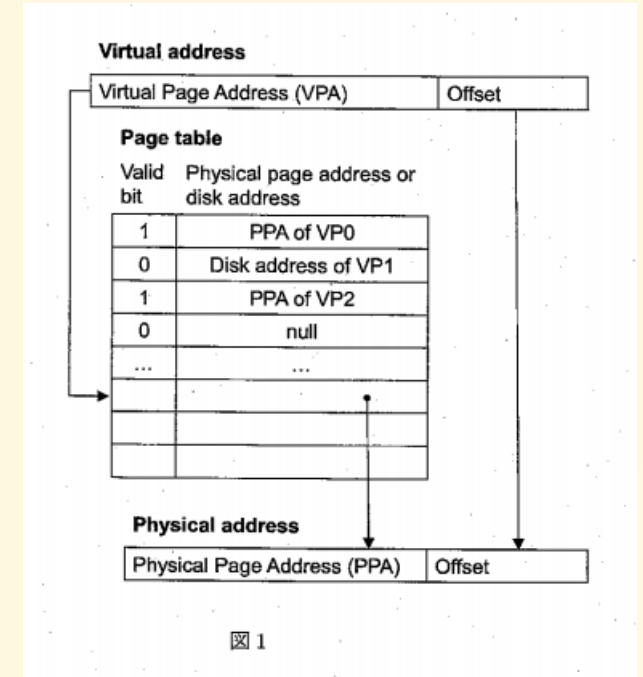 Virtual address
Virtual Page Address (VPA) Offset
Page table
Valid bit Physical page address or disk address
1 PPA of VP0
0 Disk address of VP1
1 PPA of VP2
0 null
... ...
Physical address
Physical Page Address (PPA) Offset
図 1